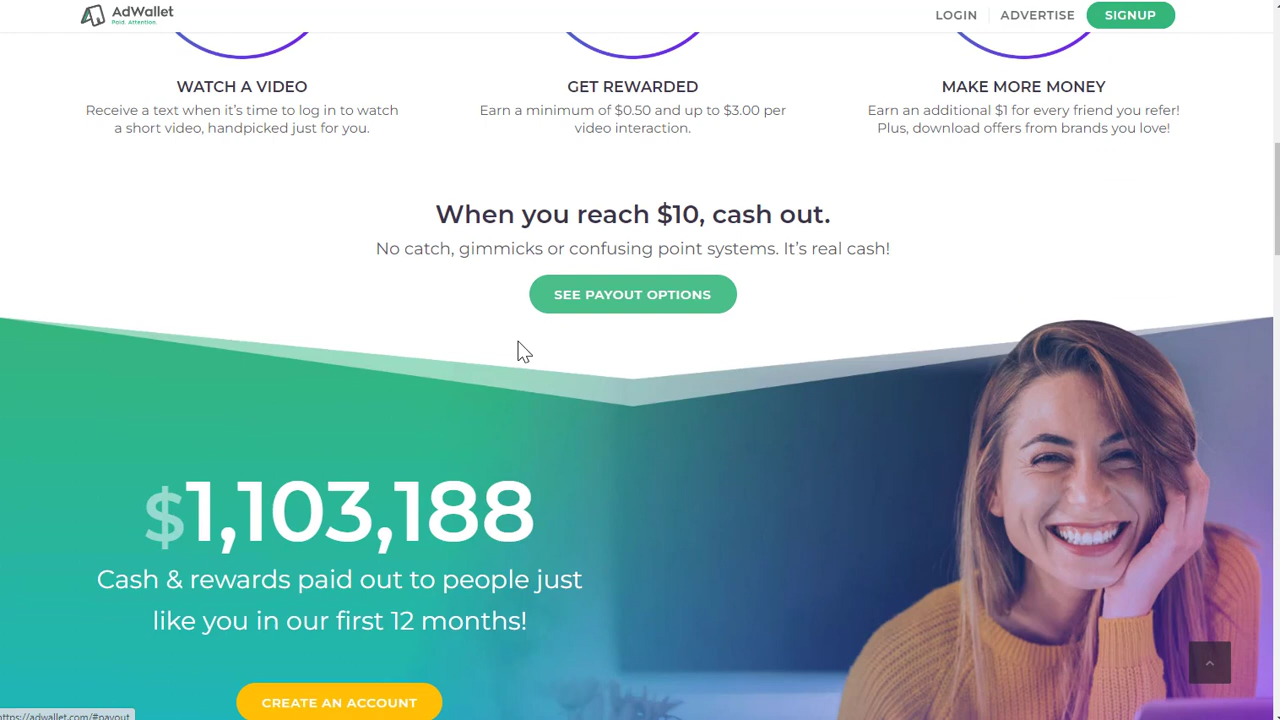 AdWallet
Paid. Attention.
LOGIN
ADVERTISE
SIGNUP
WATCH A VIDEO
Receive a text when it’s time to log in to watch
a short video, handpicked just for you.
GET REWARDED
Earn a minimum of $0.50 and up to $3.00 per
video interaction.
MAKE MORE MONEY
Earn an additional $1 for every friend you refer!
Plus, download offers from brands you love!
When you reach $10, cash out.
No catch, gimmicks or confusing point systems. It’s real cash!
SEE PAYOUT OPTIONS
$1,103,188
Cash & rewards paid out to people just
like you in our first 12 months!
CREATE AN ACCOUNT
https://adwallet.com/#payout